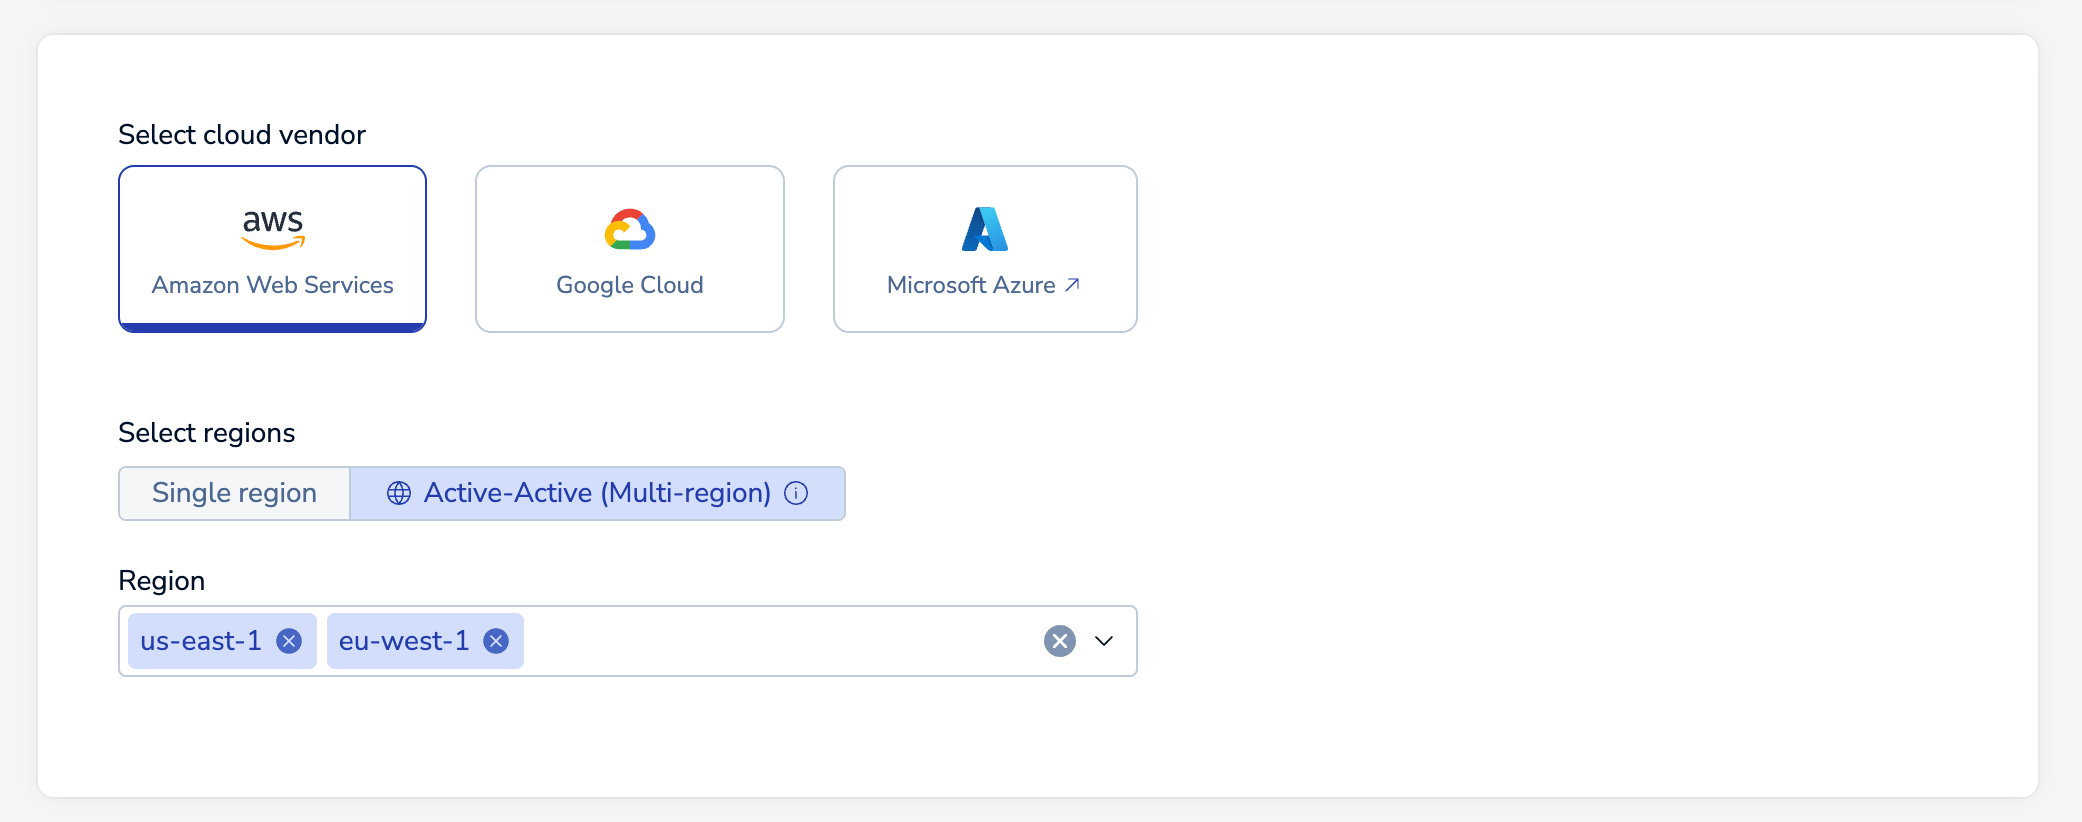 Select cloud vendor
aws
Amazon Web Services
Google Cloud
Microsoft Azure
Select regions
Single region
Active-Active (Multi-region)
Region
us-east-1
eu-west-1